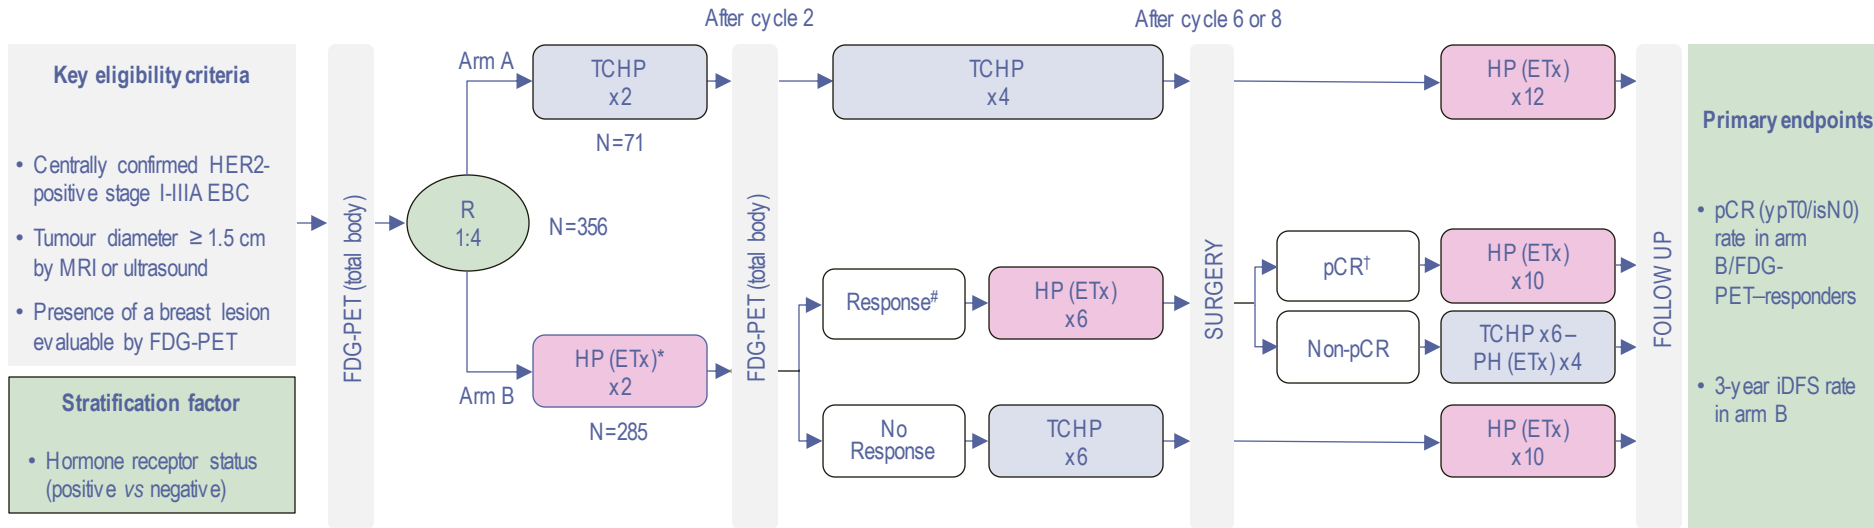 After cycle 2
After cycle 6 or 8
Key eligibility criteria
• Centrally confirmed HER2-
positive stage I-IIIA EBC
• Tumour diameter ≥ 1.5 cm
by MRI or ultrasound
• Presence of a breast lesion
evaluable by FDG-PET
Stratification factor
• Hormone receptor status
(positive vs negative)
FDG-PET (total body)
R
1:4
N=356
Arm A
TCHP
x2
N=71
Arm B
HP (ETx)*
x2
N=285
FDG-PET (total body)
TCHP
x4
Response#
HP (ETx)
x6
No
Response
TCHP
x6
SURGERY
HP (ETx)
x12
pCR†
HP (ETx)
x10
Non-pCR
TCHP x6–
PH (ETx) x4
HP (ETx)
x10
FOLLOW UP
Primary endpoints
• pCR (ypT0/isN0)
rate in arm
B/FDG-
PET–responders
• 3-year iDFS rate
in arm B